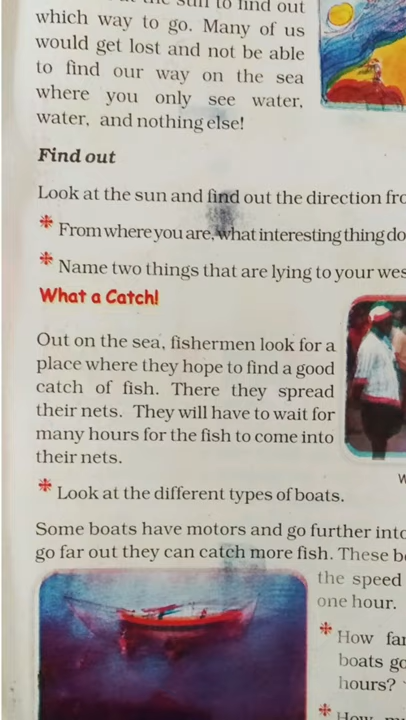 the sun to find out
which way to go. Many of us
would get lost and not be able
to find our way on the sea
where you only see water,
water, and nothing else!
Find out
Look at the sun and find out the direction
From where you are, what interesting thing do
Name two things that are lying to your
What a Catch!
Out on the sea, fishermen look for a
place where they hope to find a good
catch of fish. There they spread
their nets. They will have to wait for
many hours for the fish to come into
their nets.
Look at the different types of boats.
Some boats have motors and go further
go far out they can catch more fish. These
the speed
one hour.
How
boats
hours?
How